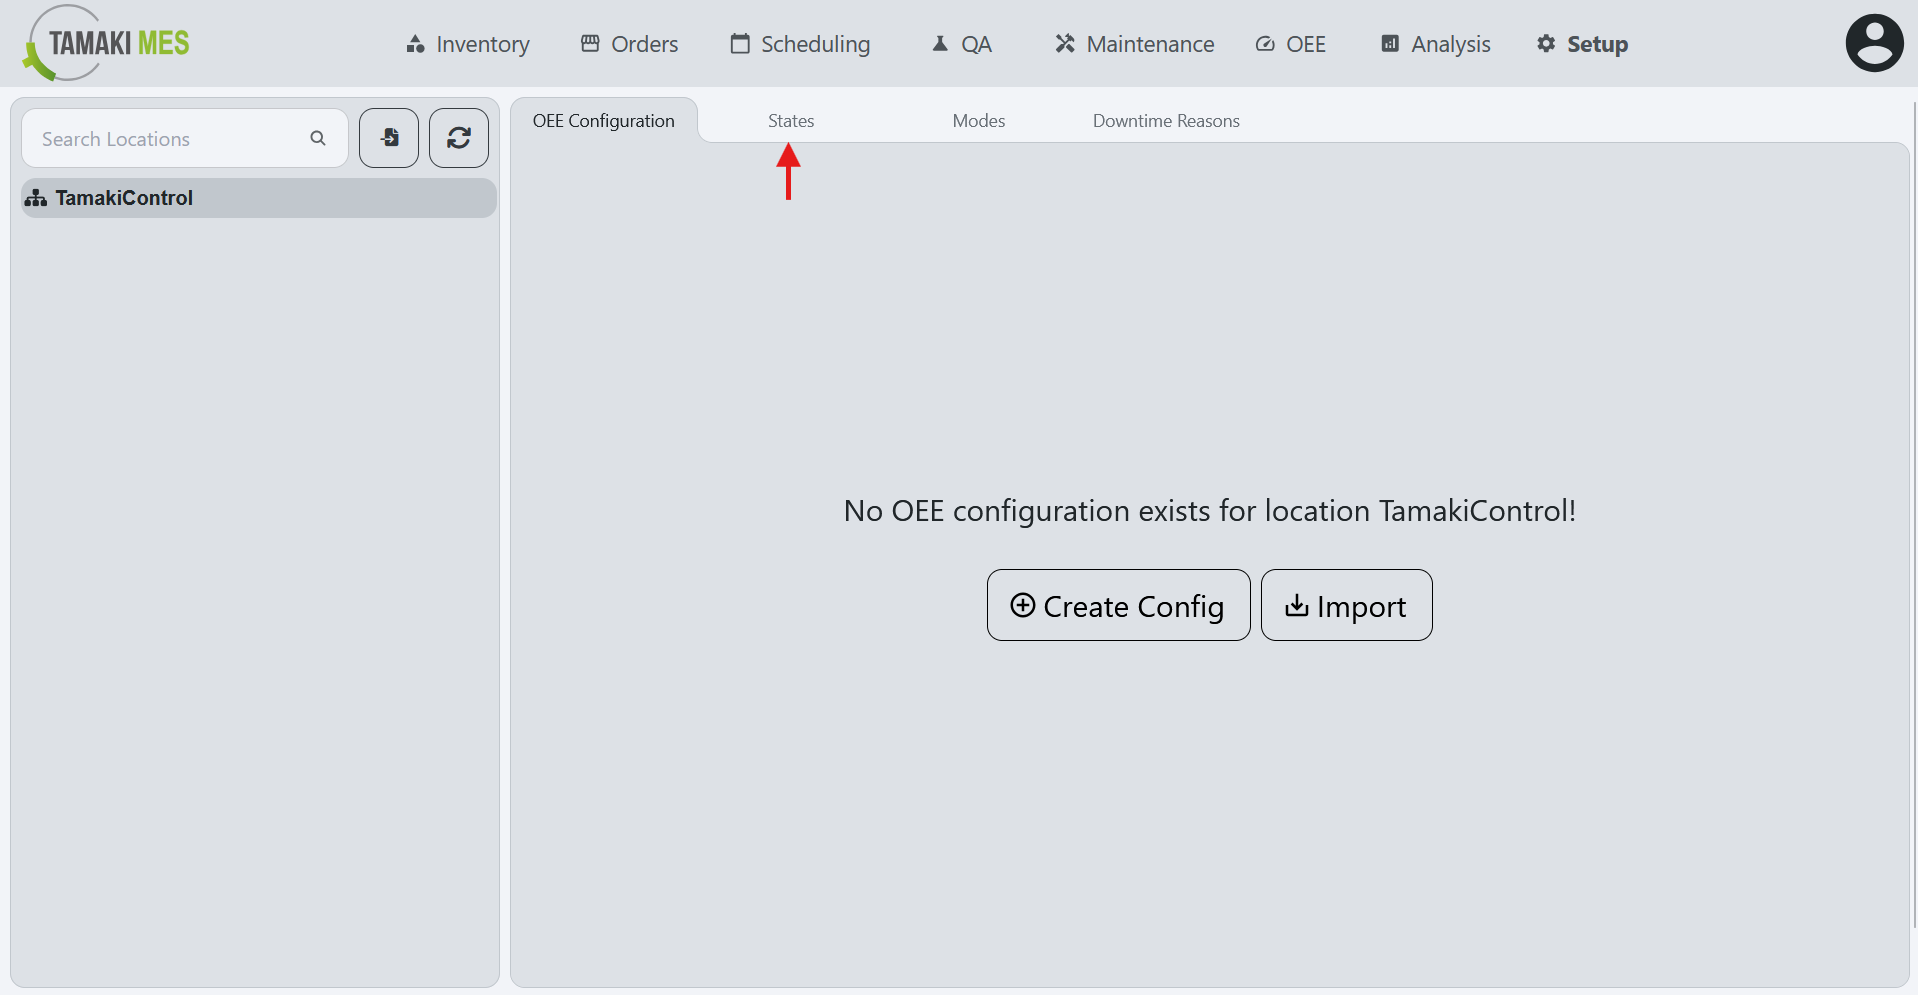 TAMAKI MES
Inventory
Orders
Scheduling
QA
Maintenance
OEE
Analysis
Setup
Search Locations
TamakiControl
OEE Configuration
States
Modes
Downtime Reasons
No OEE configuration exists for location TamakiControl!
Create Config
Import